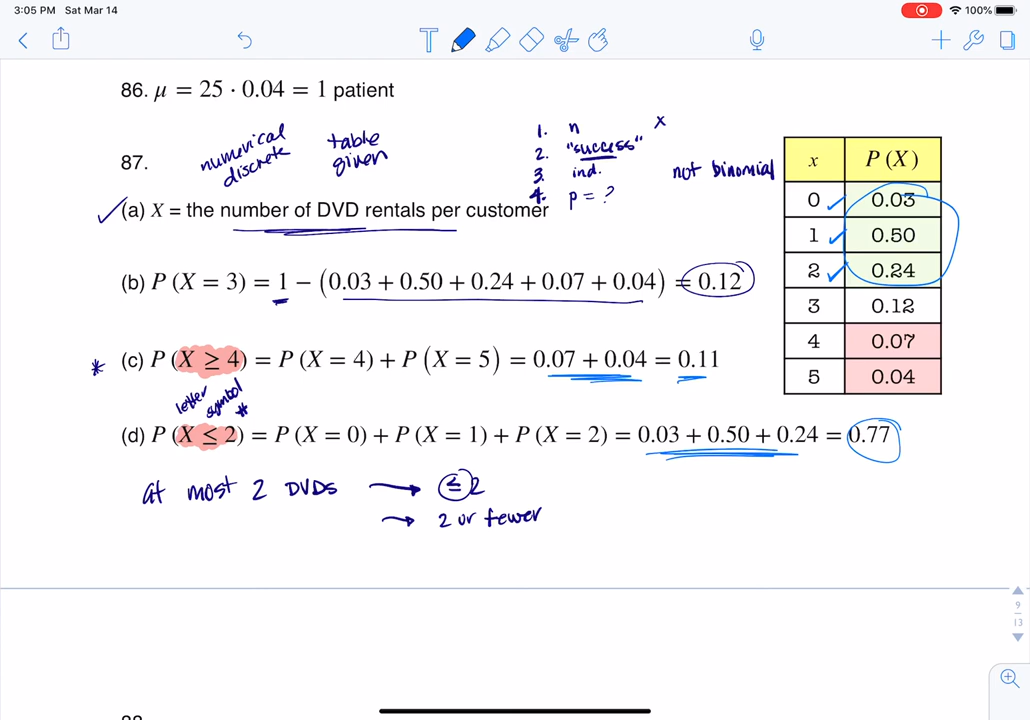 3:05 PM Sat Mar 14
100%
T
86. μ = 25 · 0.04 = 1 patient
87.
numerical discrete
table given
1. n x
2. "success"
3. ind.
4. p = ?
not binomial
(a) X = the number of DVD rentals per customer
(b) P (X = 3) = 1 − (0.03 + 0.50 + 0.24 + 0.07 + 0.04) = 0.12
* (c) P (X ≥ 4) = P (X = 4) + P (X = 5) = 0.07 + 0.04 = 0.11
letter symbol #
(d) P (X ≤ 2) = P (X = 0) + P (X = 1) + P (X = 2) = 0.03 + 0.50 + 0.24 = 0.77
at most 2 DVDs → ≤ 2
→ 2 or fewer
x P (X)
0 0.03
1 0.50
2 0.24
3 0.12
4 0.07
5 0.04
9
13